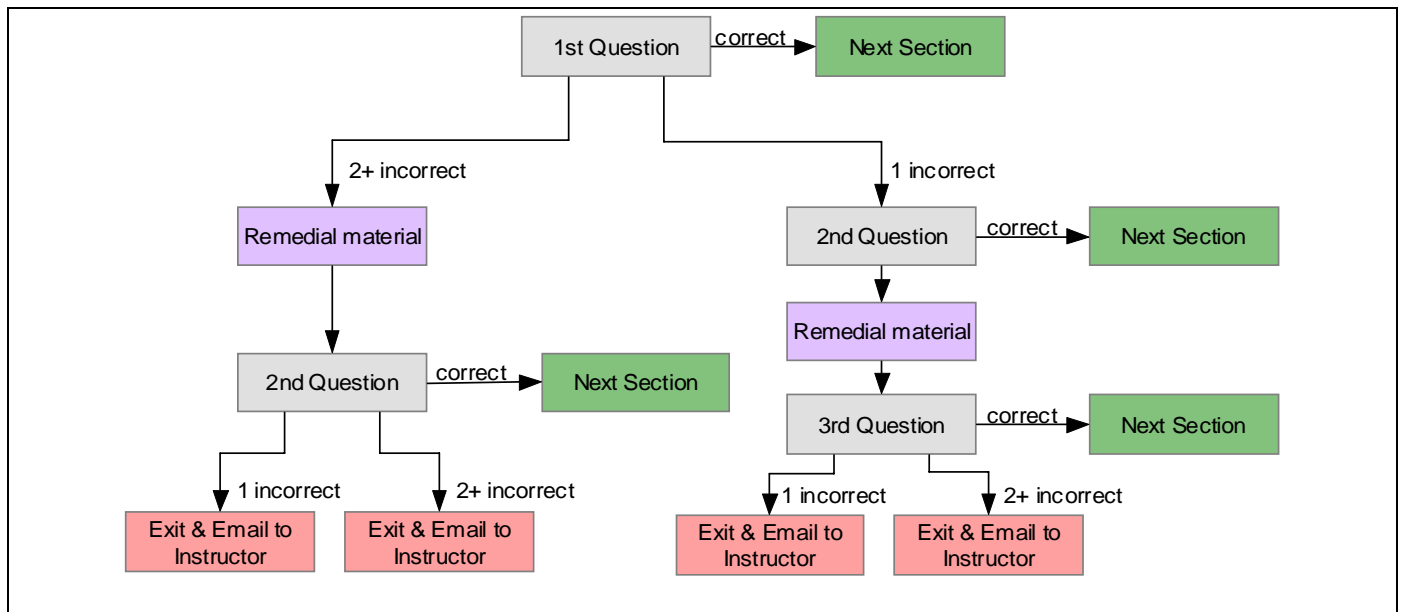 1st Question
correct
Next Section
2+ incorrect
1 incorrect
Remedial material
2nd Question
correct
Next Section
Remedial material
2nd Question
correct
Next Section
3rd Question
correct
Next Section
1 incorrect
2+ incorrect
1 incorrect
2+ incorrect
Exit & Email to
Instructor
Exit & Email to
Instructor
Exit & Email to
Instructor
Exit & Email to
Instructor